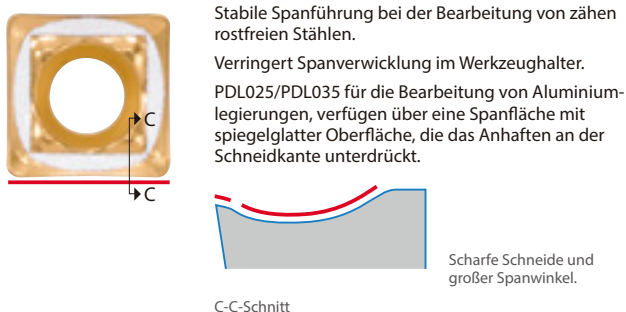 Stabile Spanführung bei der Bearbeitung von zähen
rostfreien Stählen.
Verringert Spanverwicklung im Werkzeughalter.
PDL025/PDL035 für die Bearbeitung von Aluminium-
legierungen, verfügen über eine Spanfläche mit
spiegelglatter Oberfläche, die das Anhaften an der
Schneidkante unterdrückt.
C
C
Scharfe Schneide und
großer Spanwinkel.
C-C-Schnitt